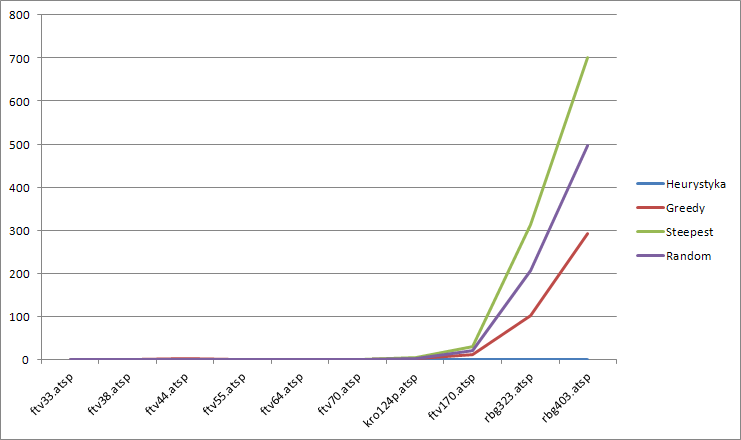 800
700
600
500
400
300
200
100
0
ftv33.atsp
ftv38.atsp
ftv44.atsp
ftv55.atsp
ftv64.atsp
ftv70.atsp
kro124p.atsp
ftv170.atsp
rbg323.atsp
rbg403.atsp
Heurystyka
Greedy
Steepest
Random